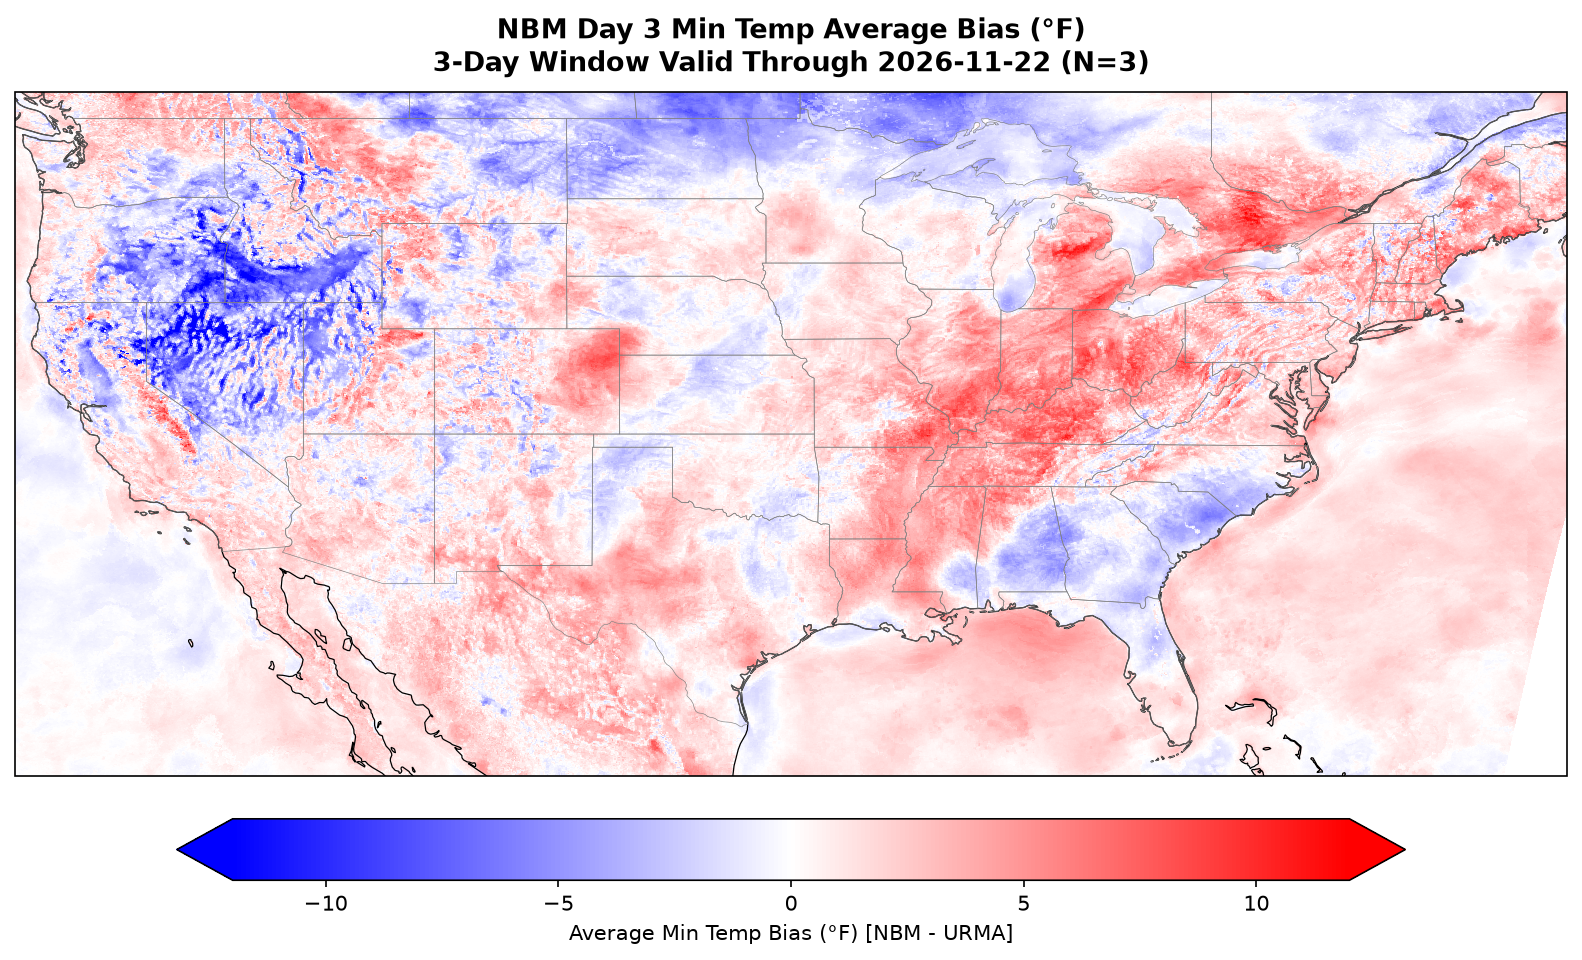 NBM Day 3 Min Temp Average Bias (°F)
3-Day Window Valid Through 2026-11-22 (N=3)
−10 −5 0 5 10
Average Min Temp Bias (°F) [NBM - URMA]